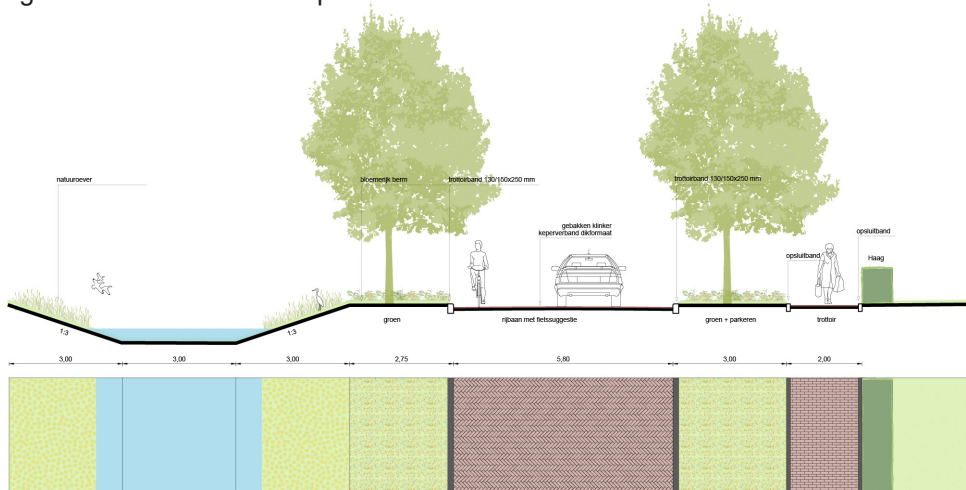 natuuroever
bloemerijk berm
trottoirband 130/150x250 mm
trottoirband 130/150x250 mm
gebakken klinker
keperverband dikformaat
opsluitband
opsluitband
Haag
1:3
1:3
groen
rijbaan met fietssuggestie
groen + parkeren
trottoir
3,00
3,00
3,00
2,75
5,80
3,00
2,00